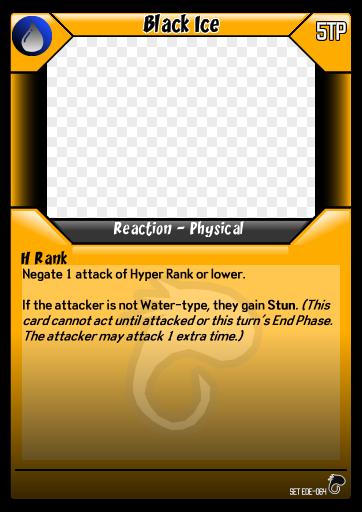 Black Ice
5TP
Reaction - Physical
H Rank
Negate 1 attack of Hyper Rank or lower.
If the attacker is not Water-type, they gain Stun. (This
card cannot act until attacked or this turn's End Phase.
The attacker may attack 1 extra time.)
SET EDE-064